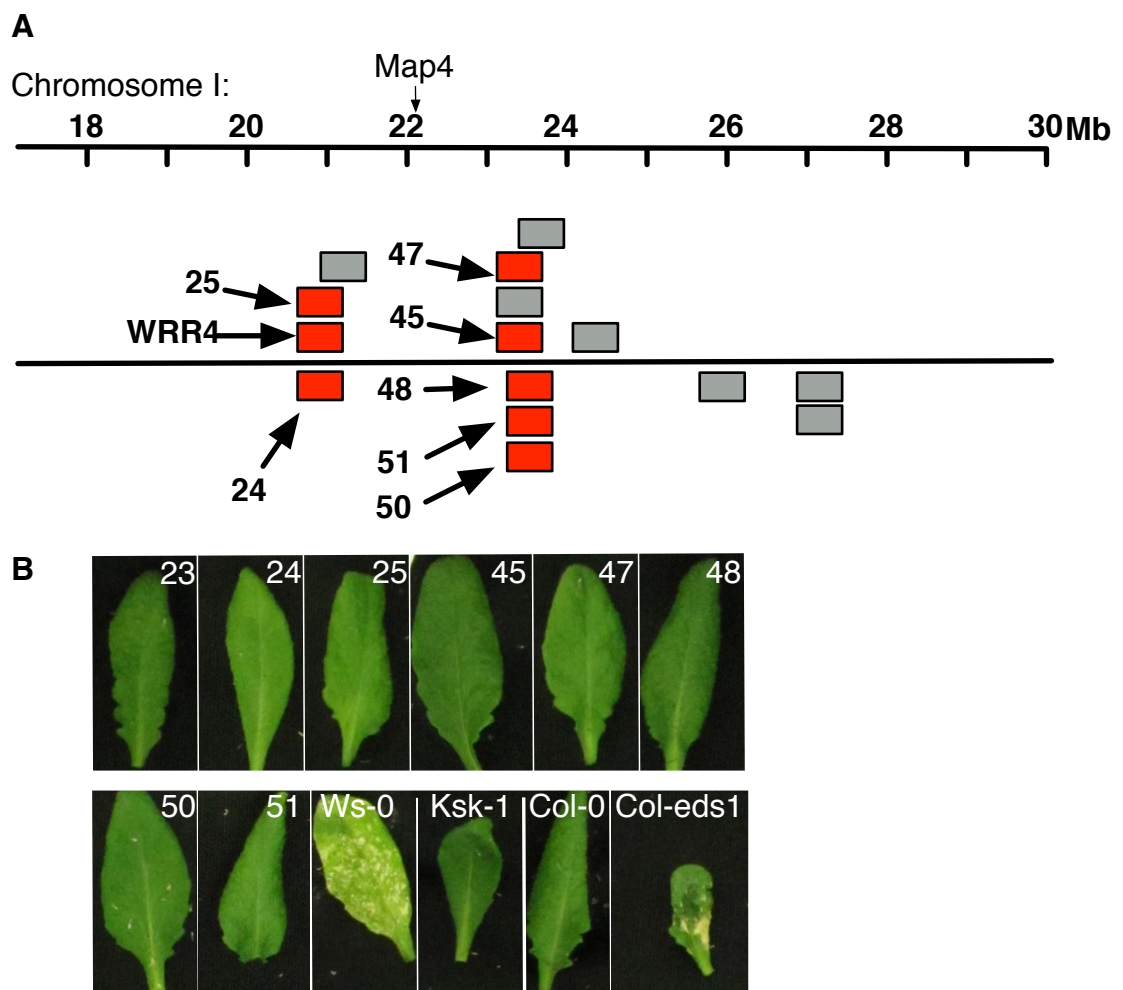 A
Map4
Chromosome I:
18 20 22 24 26 28 30 Mb
47
25
45
WRR4
48
51
24
50
B
23 24 25 45 47 48
50 51 Ws-0 Ksk-1 Col-0 Col-eds1